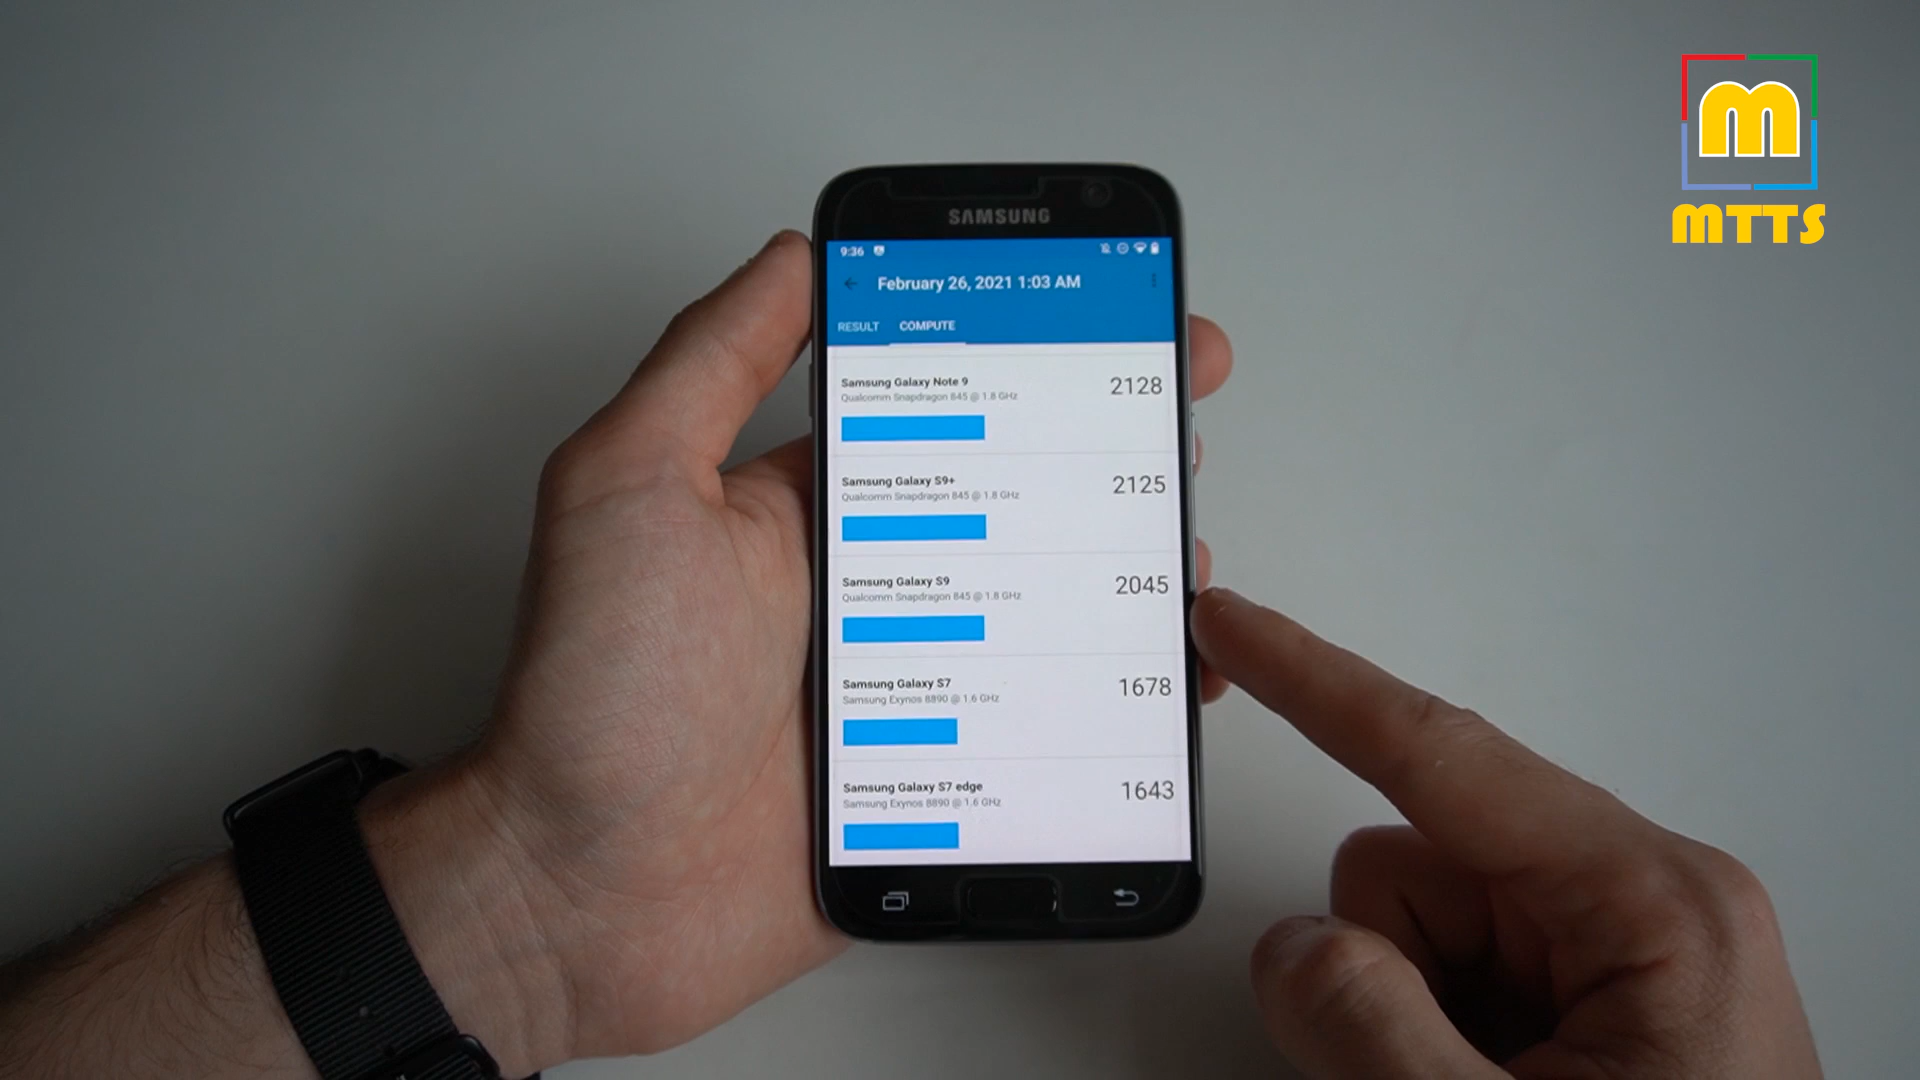 m
MTTS
SAMSUNG
9:36
February 26, 2021 1:03 AM
RESULT COMPUTE
Samsung Galaxy Note 9 2128
Qualcomm Snapdragon 845 @ 1.8 GHz
Samsung Galaxy S9+ 2125
Qualcomm Snapdragon 845 @ 1.8 GHz
Samsung Galaxy S9 2045
Qualcomm Snapdragon 845 @ 1.8 GHz
Samsung Galaxy S7 1678
Samsung Exynos 8890 @ 1.6 GHz
Samsung Galaxy S7 edge 1643
Samsung Exynos 8890 @ 1.6 GHz